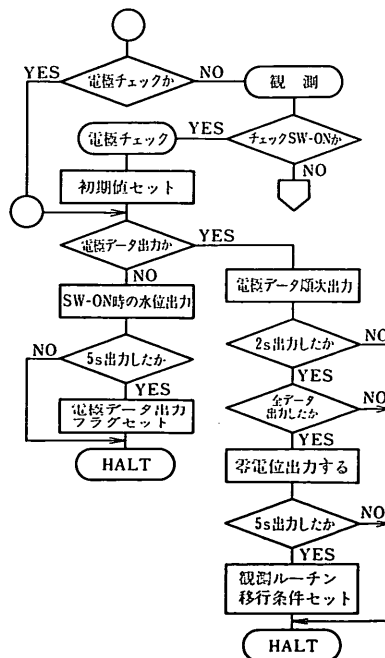 電極チェックか
YES
NO
観測
電極チェック
YES
チェックSW-ONか
NO
初期値セット
電極データ出力か
YES
NO
SW-ON時の水位出力
電極データ順次出力
NO
5s出力したか
YES
2s出力したか
NO
YES
電極データ出力
フラグセット
全データ
出力したか
NO
YES
HALT
零電位出力する
5s出力したか
NO
YES
観測ルーチン
移行条件セット
HALT